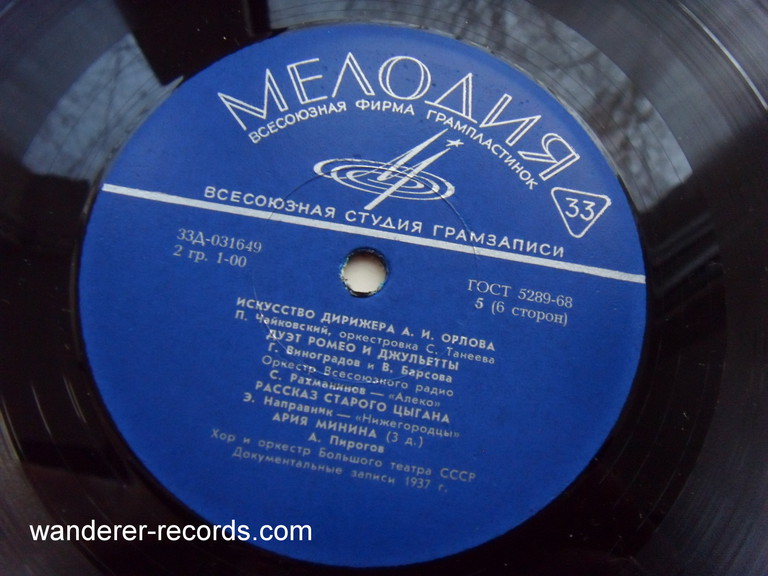 МЕЛОДИЯ
ВСЕСОЮЗНАЯ ФИРМА ГРАМПЛАСТИНОК
33
ВСЕСОЮЗНАЯ СТУДИЯ ГРАМЗАПИСИ
33Д-031649
2 гр. 1-00
ГОСТ 5289-68
5 (6 сторон)
ИСКУССТВО ДИРИЖЕРА А. И. ОРЛОВА
П. Чайковский, оркестровка С. Танеева
ДУЭТ РОМЕО И ДЖУЛЬЕТТЫ
Г. Виноградов и В. Барсова
Оркестр Всесоюзного радио
С. Рахманинов — «Алеко»
РАССКАЗ СТАРОГО ЦЫГАНА
Э. Направник — «Нижегородцы»
АРИЯ МИНИНА (3 д.)
А. Пирогов
Хор и оркестр Большого театра СССР
Документальные записи 1937 г.
wanderer-records.com